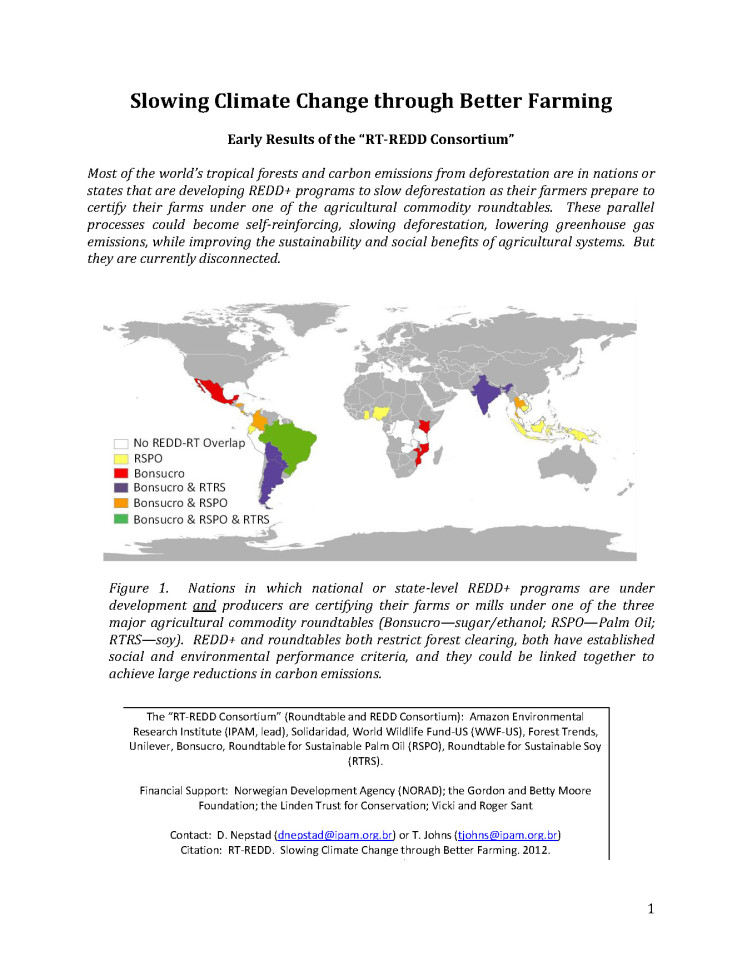 Slowing Climate Change through Better Farming
Early Results of the “RT-REDD Consortium”
Most of the world’s tropical forests and carbon emissions from deforestation are in nations or
states that are developing REDD+ programs to slow deforestation as their farmers prepare to
certify their farms under one of the agricultural commodity roundtables.  These parallel
processes could become self-reinforcing, slowing deforestation, lowering greenhouse gas
emissions, while improving the sustainability and social benefits of agricultural systems.  But
they are currently disconnected.
No REDD-RT Overlap
RSPO
Bonsucro
Bonsucro & RTRS
Bonsucro & RSPO
Bonsucro & RSPO & RTRS
Figure 1.  Nations in which national or state-level REDD+ programs are under
development and producers are certifying their farms or mills under one of the three
major agricultural commodity roundtables (Bonsucro—sugar/ethanol; RSPO—Palm Oil;
RTRS—soy).  REDD+ and roundtables both restrict forest clearing, both have established
social and environmental performance criteria, and they could be linked together to
achieve large reductions in carbon emissions.
The “RT-REDD Consortium” (Roundtable and REDD Consortium):  Amazon Environmental
Research Institute (IPAM, lead), Solidaridad, World Wildlife Fund-US (WWF-US), Forest Trends,
Unilever, Bonsucro, Roundtable for Sustainable Palm Oil (RSPO), Roundtable for Sustainable Soy
(RTRS).
Financial Support:  Norwegian Development Agency (NORAD); the Gordon and Betty Moore
Foundation; the Linden Trust for Conservation; Vicki and Roger Sant
Contact:  D. Nepstad (dnepstad@ipam.org.br) or T. Johns (tjohns@ipam.org.br)
Citation:  RT-REDD.  Slowing Climate Change through Better Farming. 2012.
1